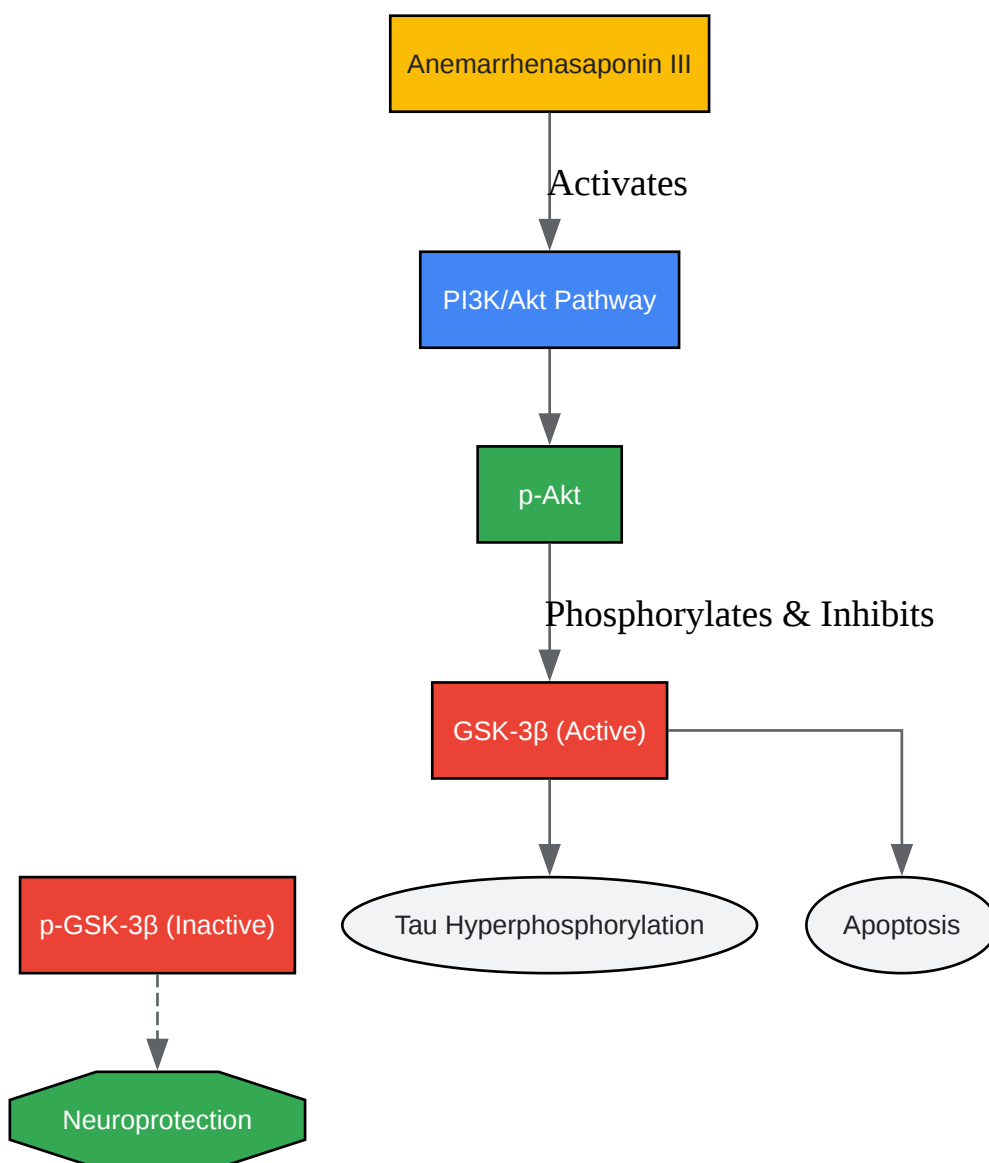 Anemarrhenasaponin III
Activates
PI3K/Akt Pathway
p-Akt
Phosphorylates & Inhibits
GSK-3β (Active)
p-GSK-3β (Inactive)
Tau Hyperphosphorylation
Apoptosis
Neuroprotection